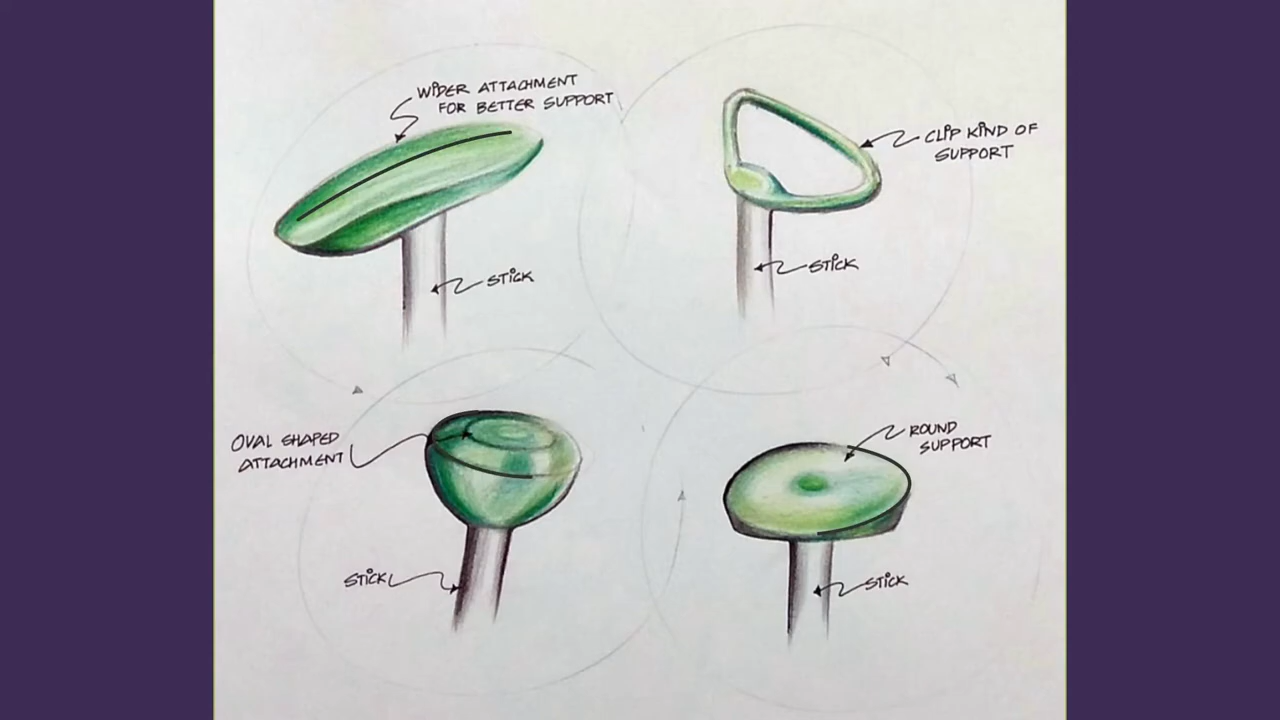 WIDER ATTACHMENT
FOR BETTER SUPPORT
STICK
CLIP KIND OF
SUPPORT
STICK
OVAL SHAPED
ATTACHMENT
STICK
ROUND
SUPPORT
STICK